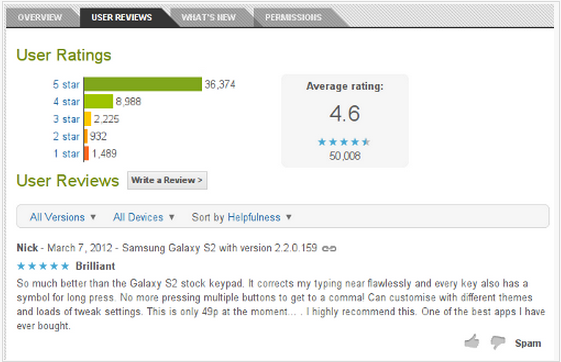 OVERVIEW USER REVIEWS WHAT'S NEW PERMISSIONS
User Ratings
5 star 36,374
4 star 8,988
3 star 2,225
2 star 932
1 star 1,489
Average rating:
4.6
50,008
User Reviews Write a Review >
All Versions ▼ All Devices ▼ Sort by Helpfulness ▼
Nick - March 7, 2012 - Samsung Galaxy S2 with version 2.2.0.159
Brilliant
So much better than the Galaxy S2 stock keypad. It corrects my typing near flawlessly and every key also has a
symbol for long press. No more pressing multiple buttons to get to a comma! Can customise with different themes
and loads of tweak settings. This is only 49p at the moment... . I highly recommend this. One of the best apps I have
ever bought.
Spam